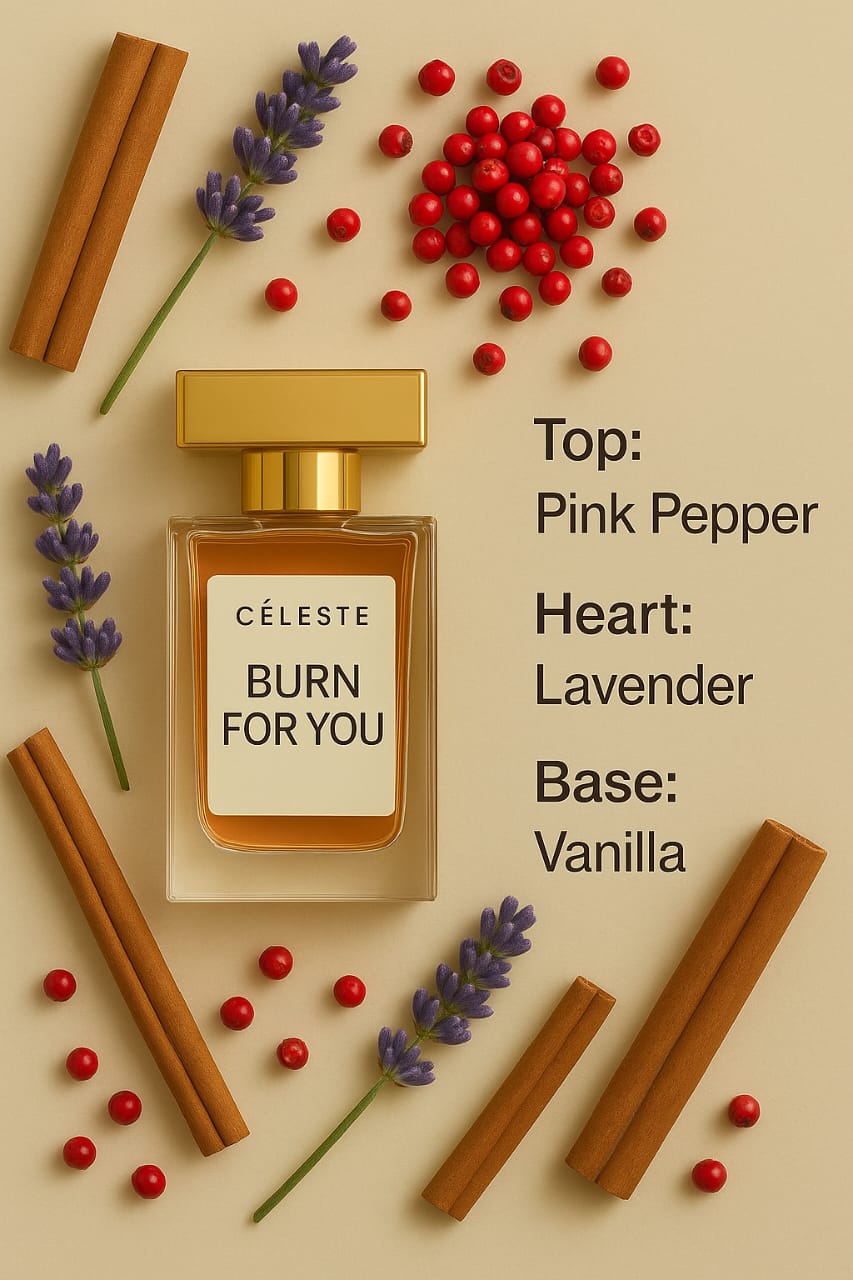 CÉLESTE
BURN
FOR YOU
Top:
Pink Pepper
Heart:
Lavender
Base:
Vanilla